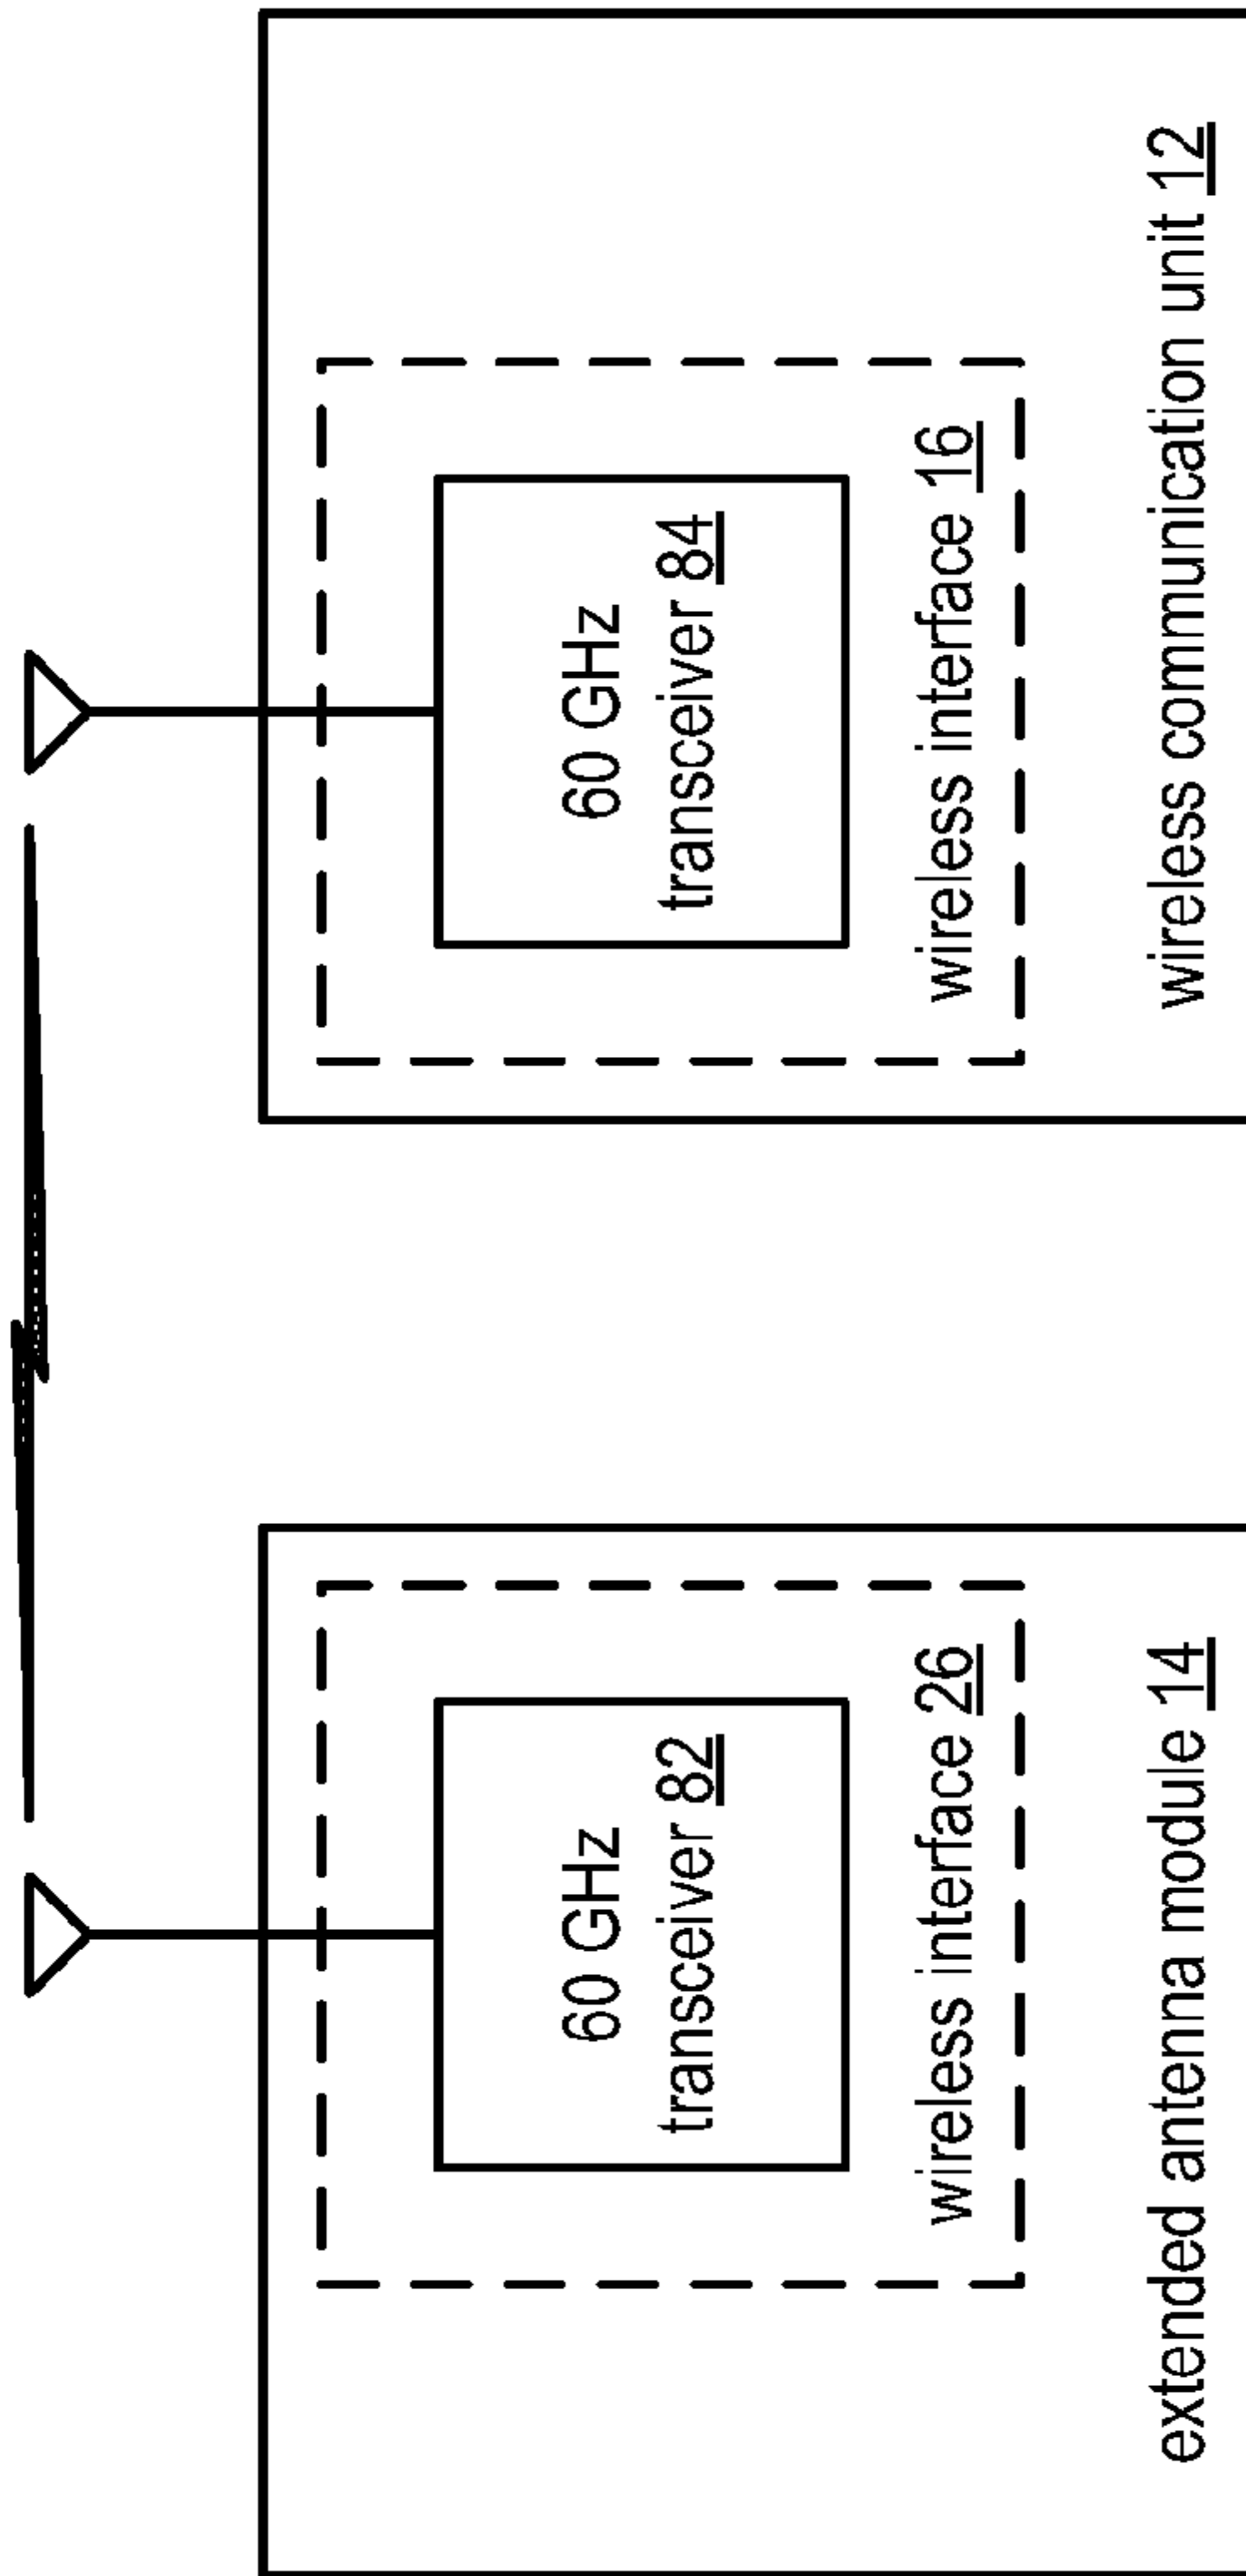 60 GHz
transceiver 82
wireless interface 26
extended antenna module 14
60 GHz
transceiver 84
wireless interface 16
wireless communication unit 12